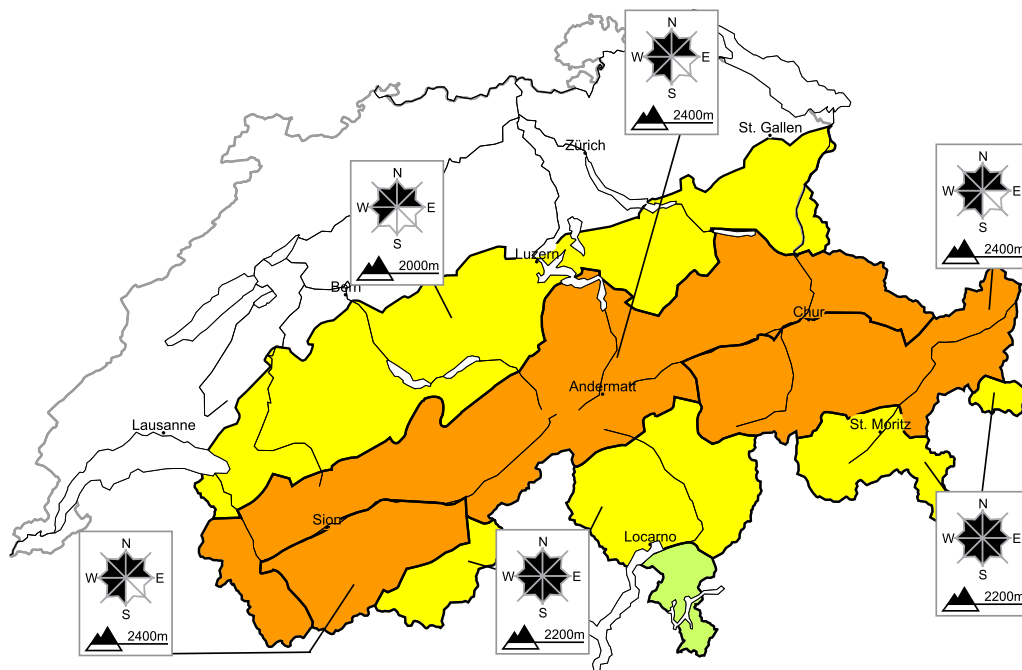 N
W E
S
2400m
St. Gallen
Zürich
N
W E
S
2400m
N
W E
S
2000m
Luzern
Bern
Chur
Andermatt
Lausanne
St. Moritz
Sion
Locarno
N
W E
S
2400m
N
W E
S
2200m
N
W E
S
2200m